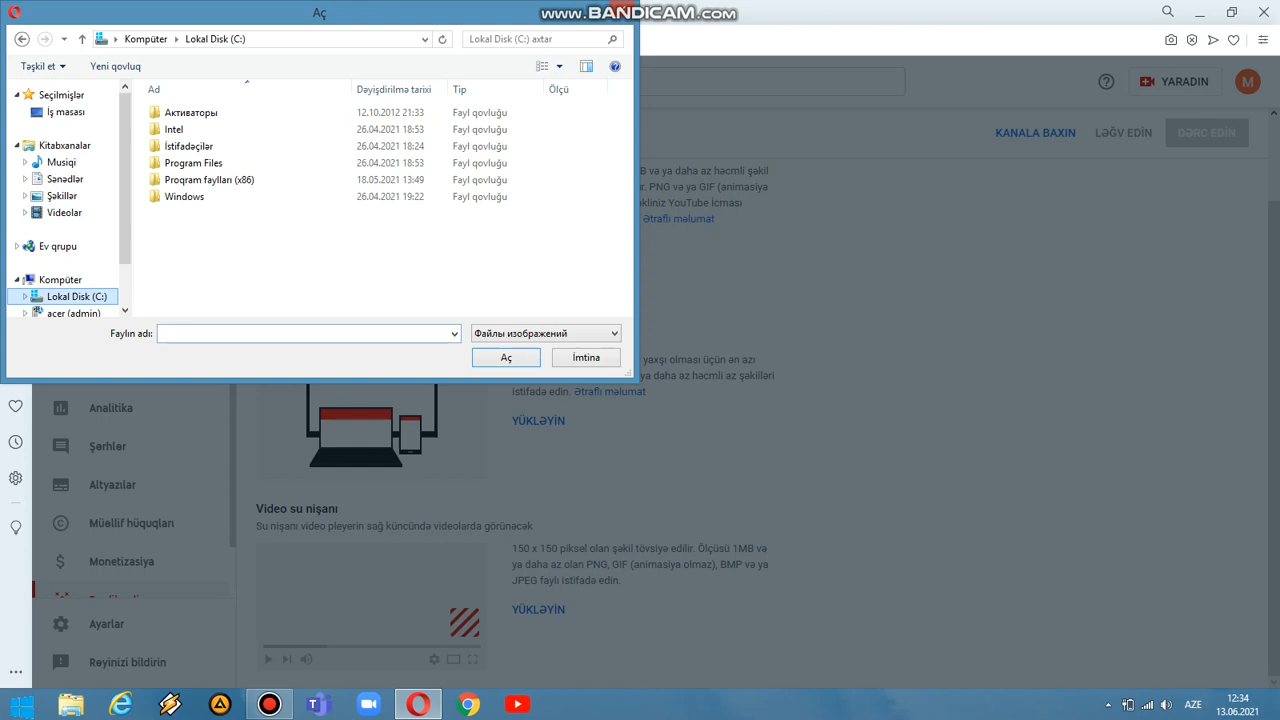 Aç
www.BANDICAM.com
Kompüter
Lokal Disk (C:)
Lokal Disk (C:) axtar
Təşkil et
Yeni qovluq
Ad
Dəyişdirilmə tarixi
Tip
Ölçü
Seçilmişlər
İş masası
Kitabxanalar
Musiqi
Sənədlər
Şəkillər
Videolar
Ev qrupu
Kompüter
Lokal Disk (C:)
acer (admin)
Активаторы 12.10.2012 21:33 Fayl qovluğu
Intel 26.04.2021 18:53 Fayl qovluğu
İstifadəçilər 26.04.2021 18:24 Fayl qovluğu
Program Files 26.04.2021 18:53 Fayl qovluğu
Proqram faylları (x86) 18.05.2021 13:49 Fayl qovluğu
Windows 26.04.2021 19:22 Fayl qovluğu
Faylın adı:
Файлы изображений
Aç
İmtina
YARADIN
M
KANALA BAXIN
LƏĞV EDİN
DƏRC EDİN
B və ya daha az həcmli şəkil
r. PNG və ya GIF (animasiya
əkliniz YouTube İcması
Ətraflı məlumat
yaxşı olması üçün ən azı
ya daha az həcmli az şəkilləri
istifadə edin. Ətraflı məlumat
YÜKLƏYİN
Analitika
Şərhlər
Altyazılar
Müəllif hüquqları
Monetizasiya
Ayarlar
Rəyinizi bildirin
Video su nişanı
Su nişanı video pleyerin sağ küncündə videolarda görünəcək
150 x 150 piksel olan şəkil tövsiyə edilir. Ölçüsü 1MB və
ya daha az olan PNG, GIF (animasiya olmaz), BMP və ya
JPEG faylı istifadə edin.
YÜKLƏYİN
AZE
12:34
13.06.2021